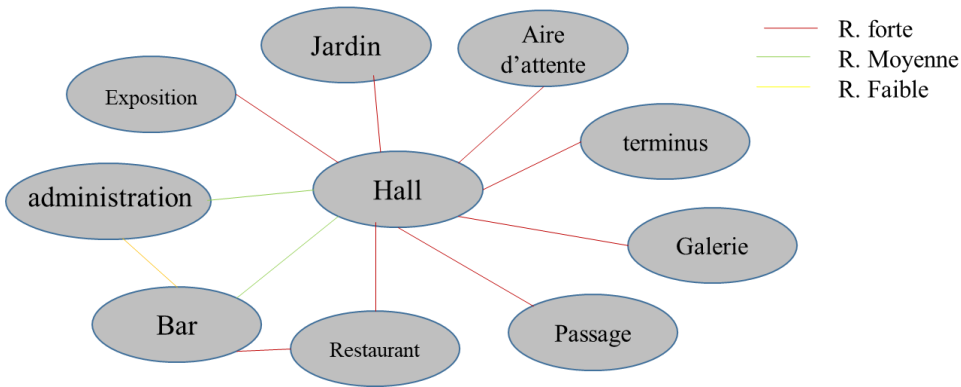 Jardin
Aire
d’attente
R. forte
R. Moyenne
R. Faible
Exposition
terminus
administration
Hall
Galerie
Bar
Restaurant
Passage